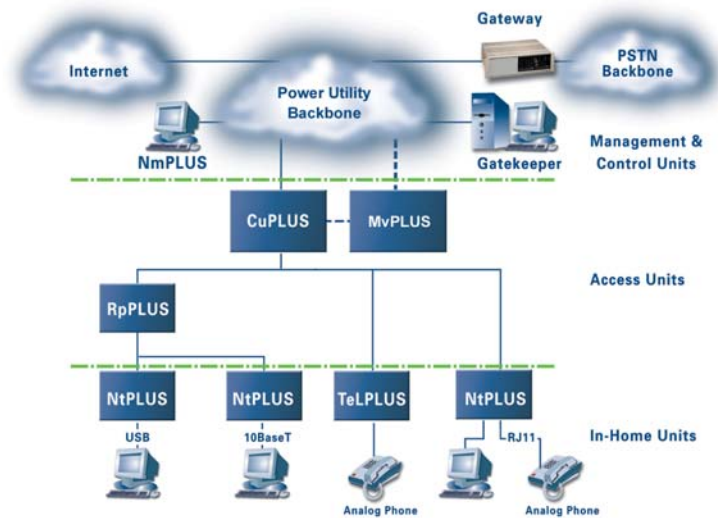 Gateway
Internet
PSTN
Backbone
Power Utility
Backbone
NmPLUS
Gatekeeper
Management &
Control Units
CuPLUS
MvPLUS
Access Units
RpPLUS
NtPLUS
NtPLUS
TeLPLUS
NtPLUS
USB
10BaseT
RJ11
In-Home Units
Analog Phone
Analog Phone